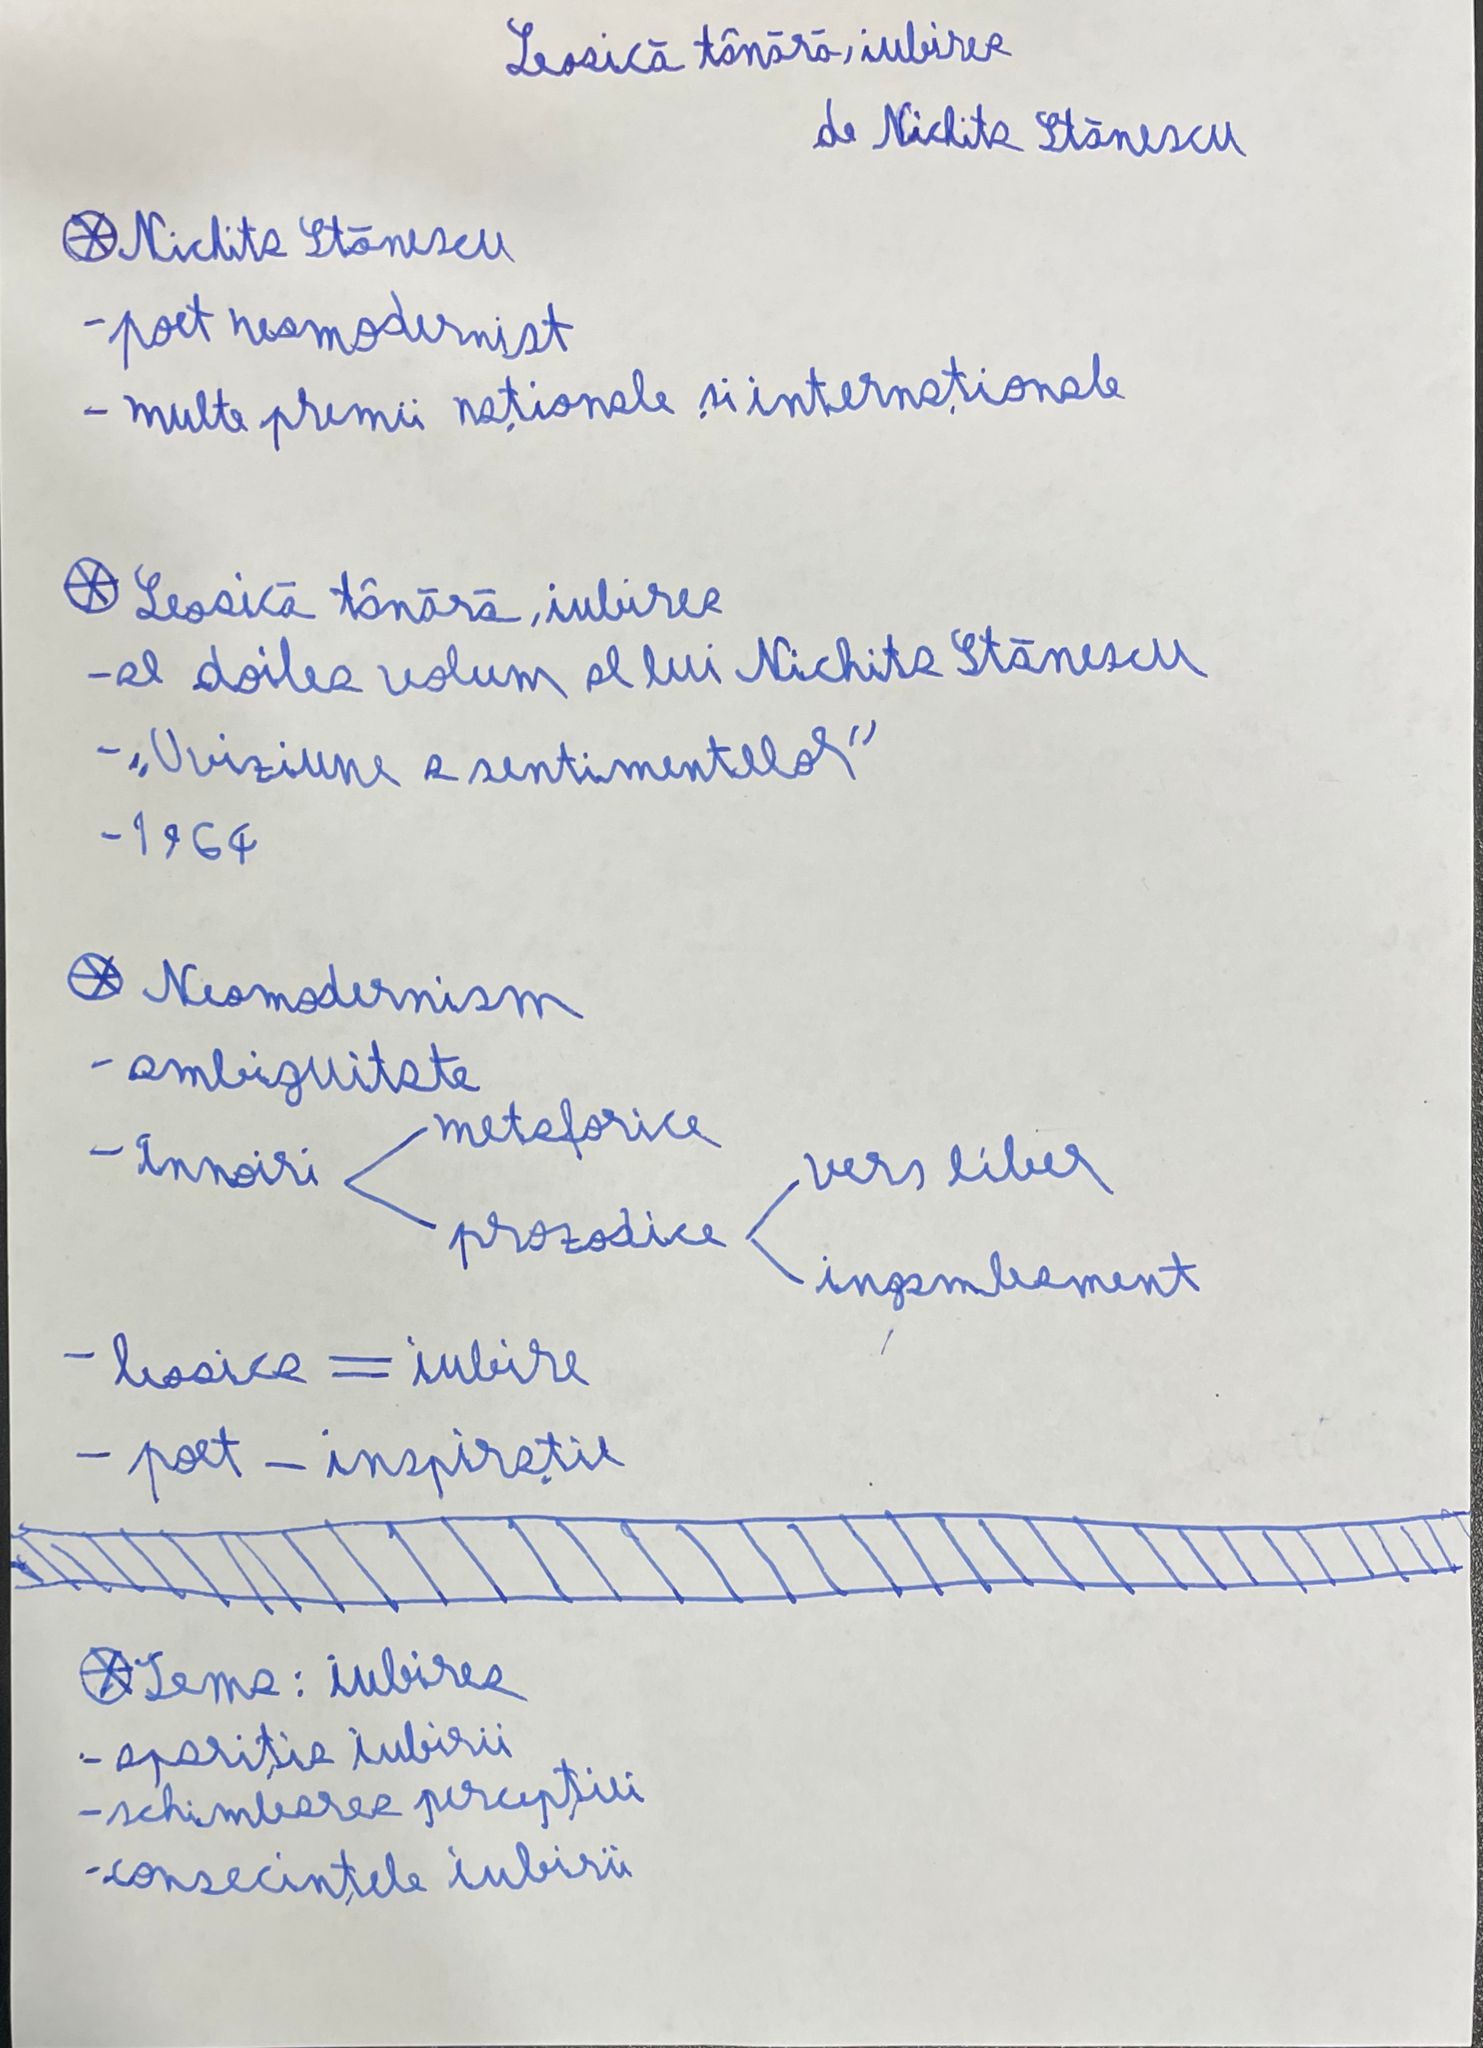 Leoaică tânără, iubirea
de Nichita Stănescu
Nichita Stănescu
- poet neomodernist
- multe premii naționale și internaționale
Leoaică tânără, iubirea
- al doilea volum al lui Nichita Stănescu
- „O viziune a sentimentelor”
- 1964
Neomodernism
- ambiguitate
- Înnoiri
metaforice
prozodice
vers liber
ingambament
- leoaica = iubire
- poet - inspirație
Tema: iubirea
- apariția iubirii
- schimbarea percepției
- consecințele iubirii